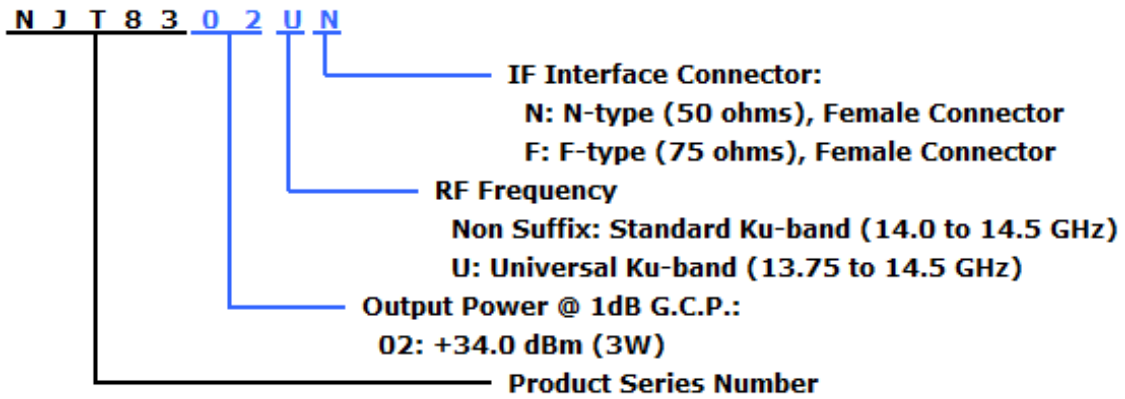 N J T 8 3 0 2 U N
IF Interface Connector:
N: N-type (50 ohms), Female Connector
F: F-type (75 ohms), Female Connector
RF Frequency
Non Suffix: Standard Ku-band (14.0 to 14.5 GHz)
U: Universal Ku-band (13.75 to 14.5 GHz)
Output Power @ 1dB G.C.P.:
02: +34.0 dBm (3W)
Product Series Number